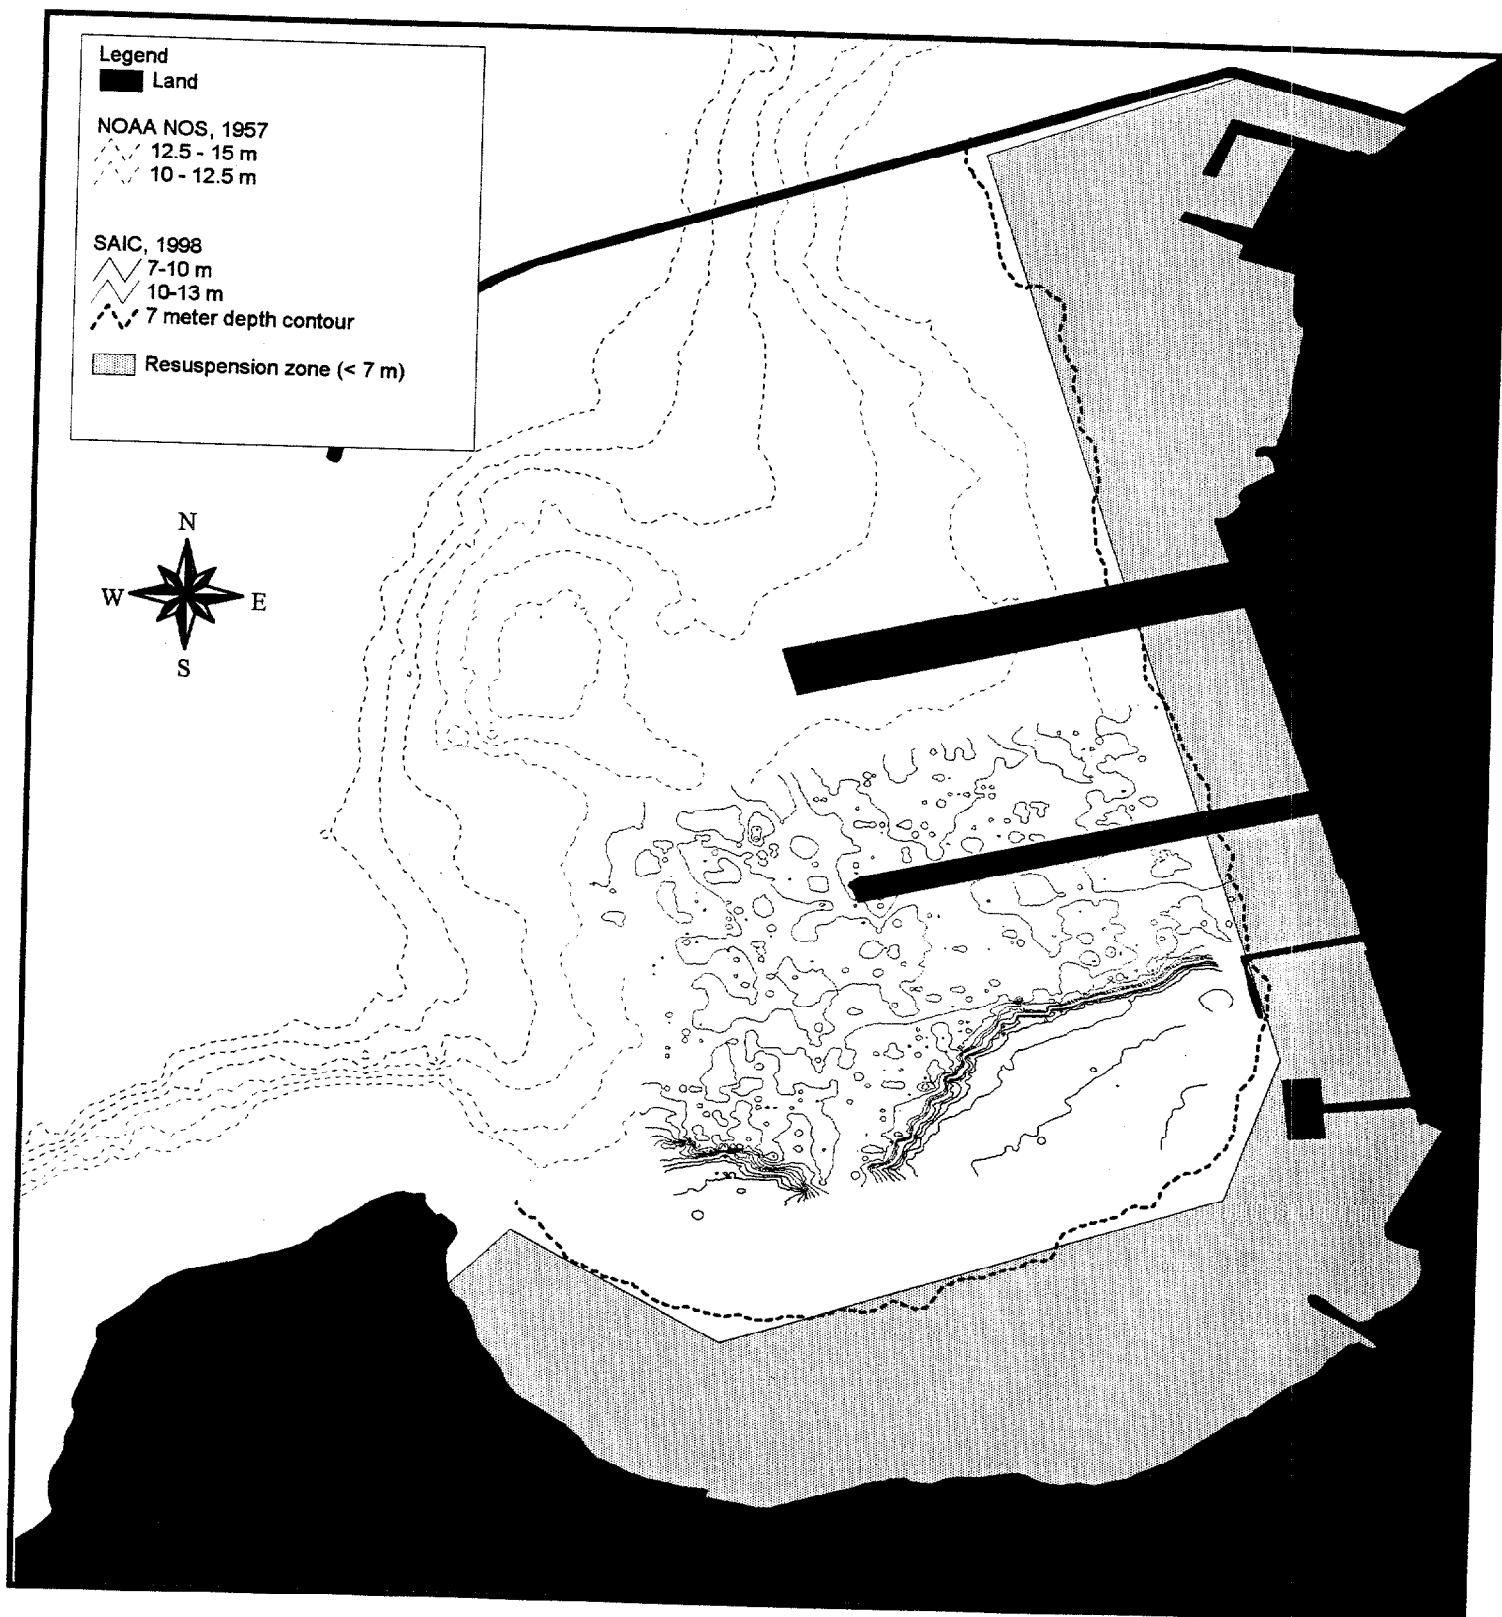 Legend
Land
NOAA NOS, 1957
12.5 - 15 m
10 - 12.5 m
SAIC, 1998
7-10 m
10-13 m
7 meter depth contour
Resuspension zone (< 7 m)
N
W E
S